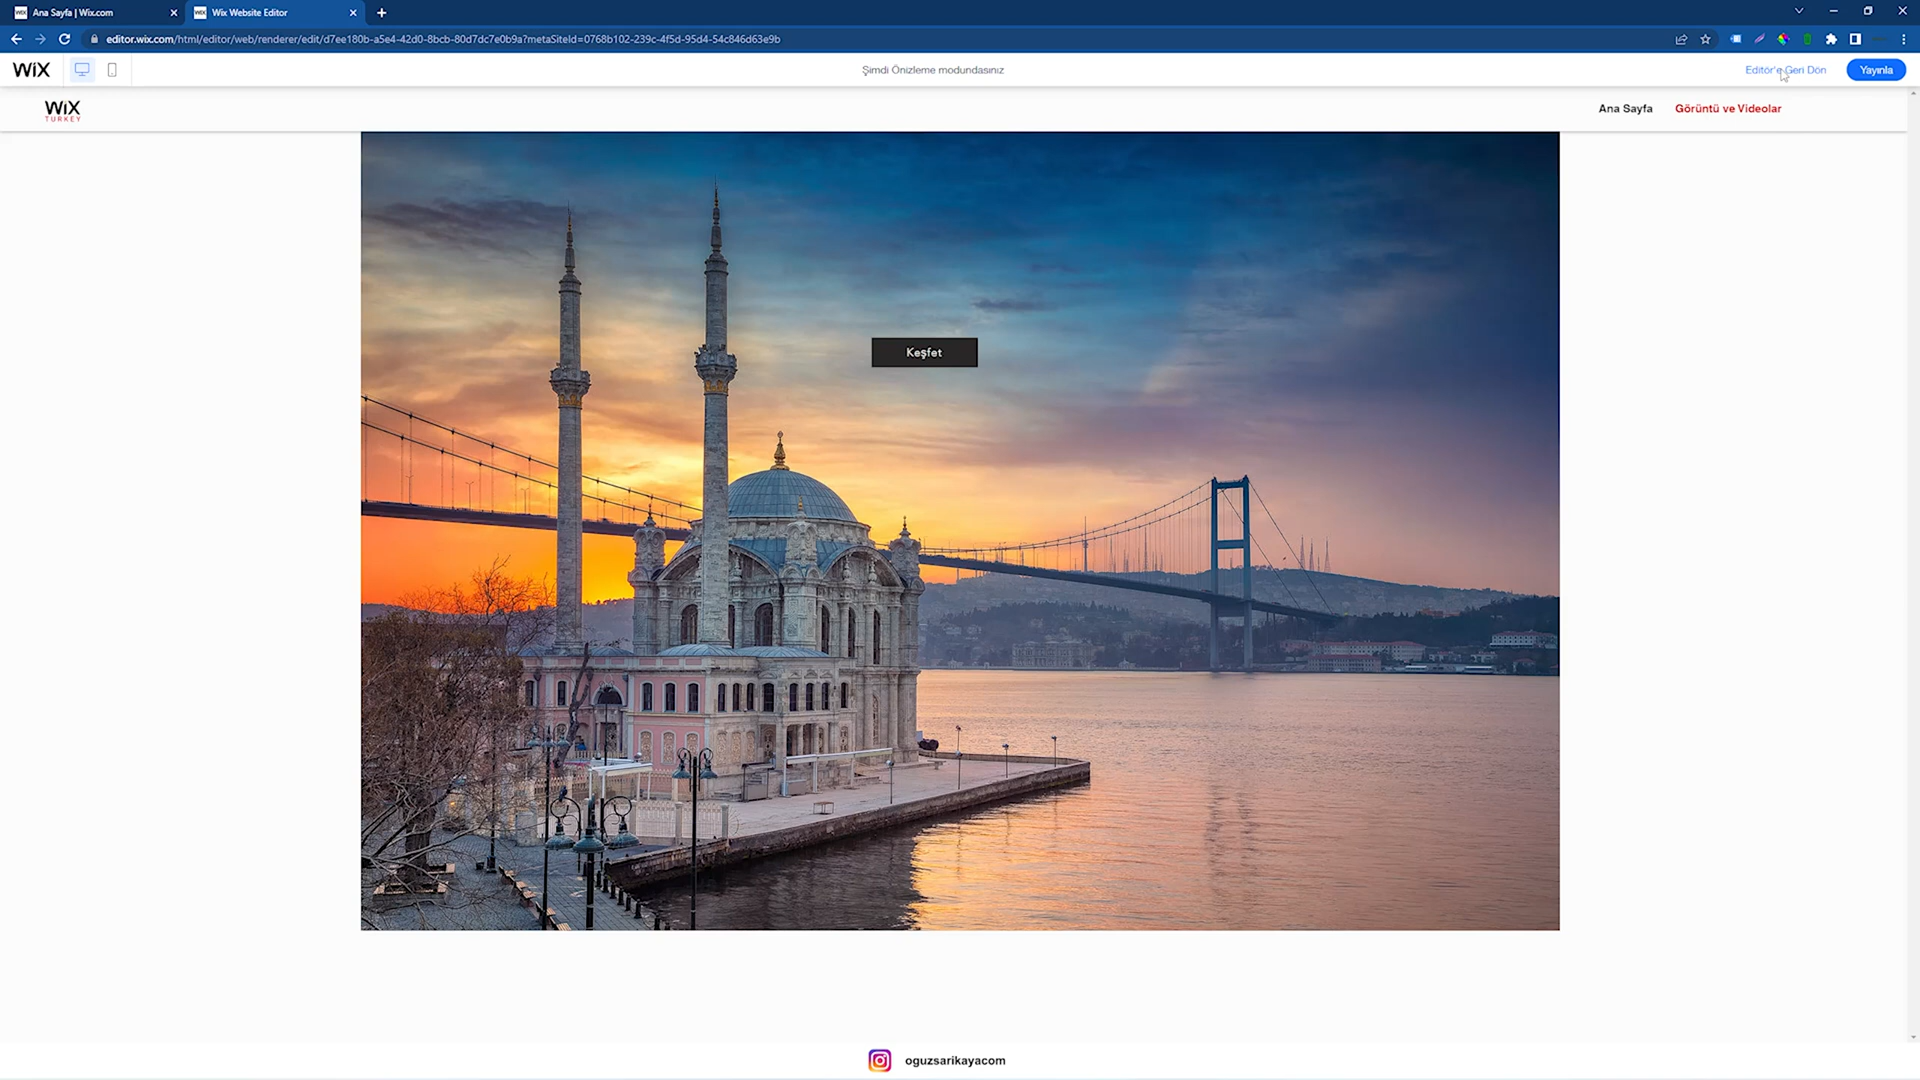 Ana Sayfa | Wix.com
Wix Website Editor
editor.wix.com/html/editor/web/renderer/edit/d7ee180b-a5e4-42d0-8bcb-80d7dc7e0b9a?metaSiteId=0768b102-239c-4f5d-95d4-54c846d63e9b
WiX
Şimdi Önizleme modundasınız
Editör'e Geri Dön
Yayınla
WiX
TURKEY
Ana Sayfa
Görüntü ve Videolar
Keşfet
oguzsarikayacom